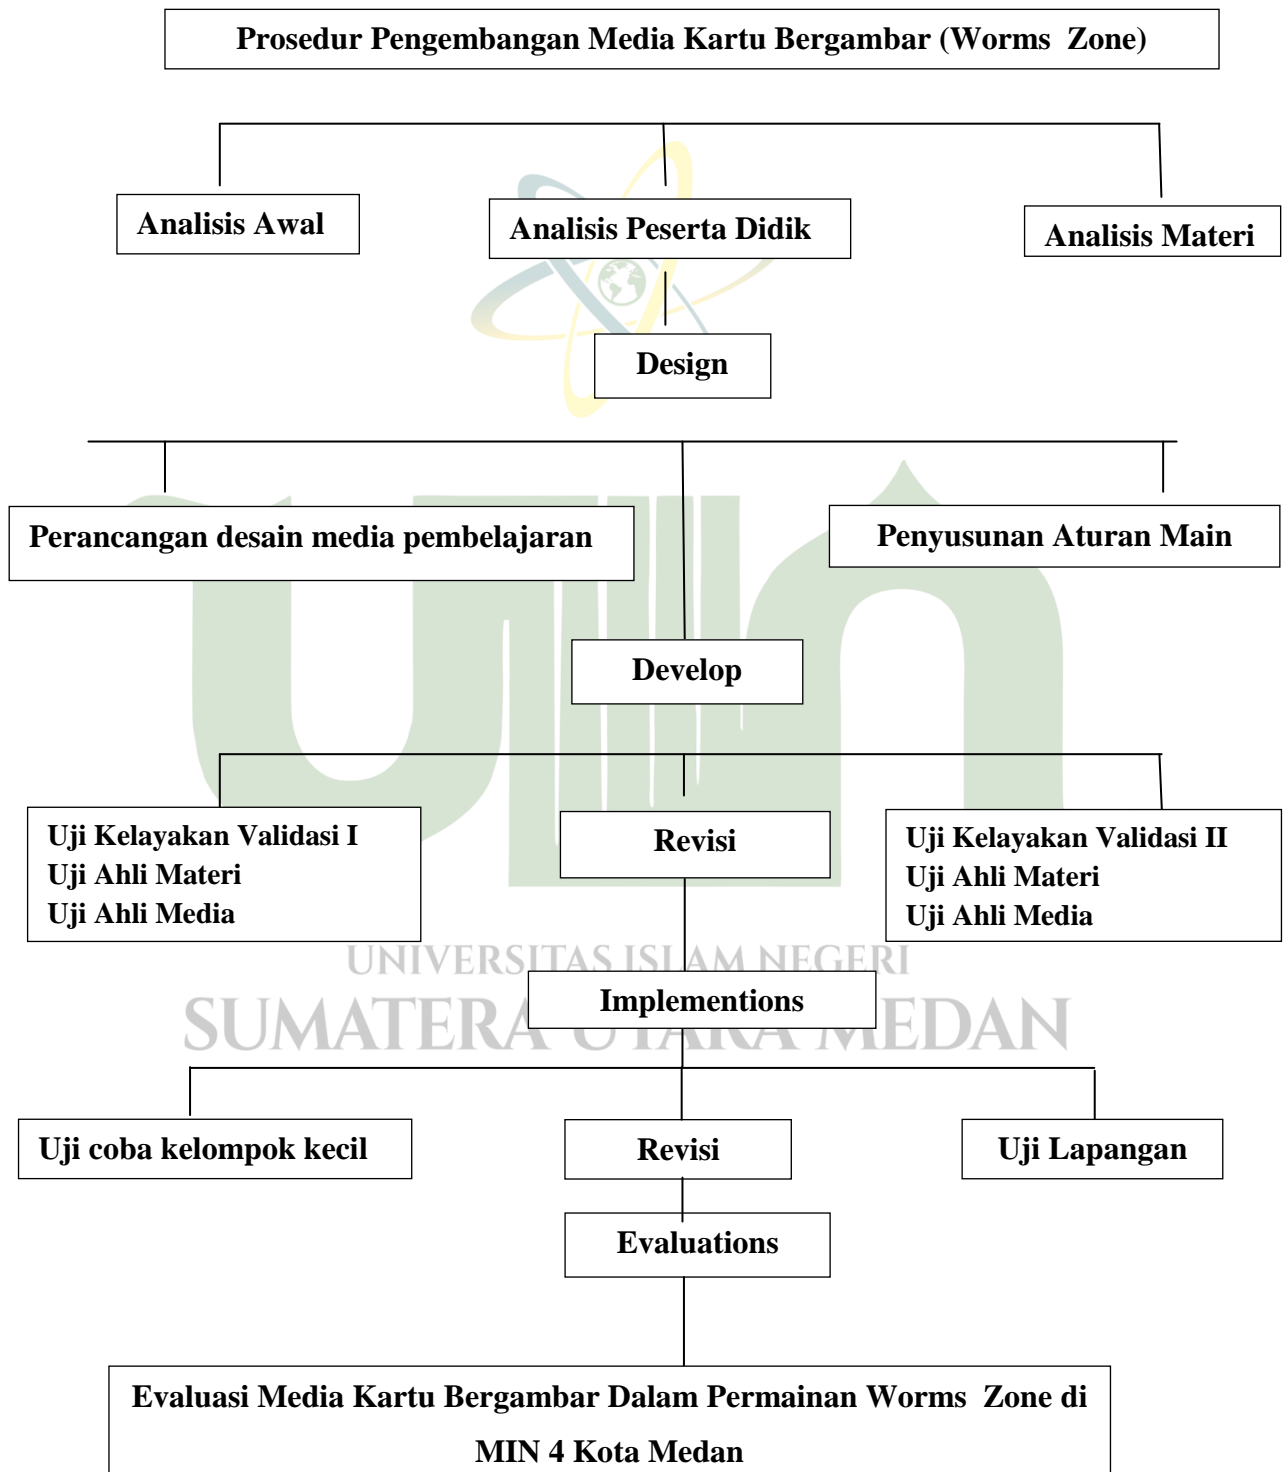 Prosedur Pengembangan Media Kartu Bergambar (Worms Zone)
Analisis Awal
Analisis Peserta Didik
Analisis Materi
Design
Perancangan desain media pembelajaran
Penyusunan Aturan Main
Develop
Uji Kelayakan Validasi I
Uji Ahli Materi
Uji Ahli Media
Revisi
Uji Kelayakan Validasi II
Uji Ahli Materi
Uji Ahli Media
UNIVERSITAS ISLAM NEGERI
Implementions
SUMATERA UTARA MEDAN
Uji coba kelompok kecil
Revisi
Uji Lapangan
Evaluations
Evaluasi Media Kartu Bergambar Dalam Permainan Worms Zone di
MIN 4 Kota Medan